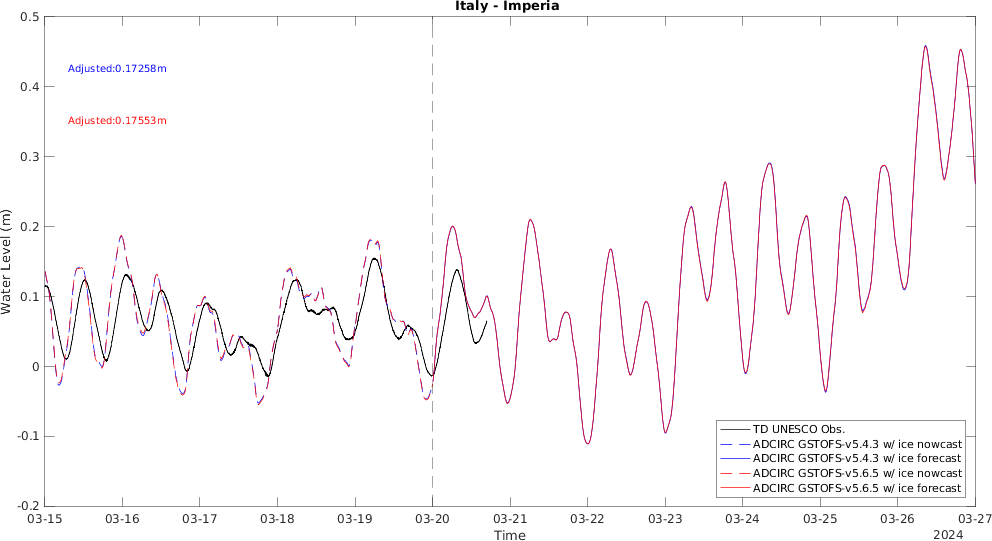 Italy - Imperia
Adjusted:0.17258m
Adjusted:0.17553m
Water Level (m)
0.5
0.4
0.3
0.2
0.1
0
-0.1
-0.2
TD UNESCO Obs.
ADCIRC GSTOFS-v5.4.3 w/ ice nowcast
ADCIRC GSTOFS-v5.4.3 w/ ice forecast
ADCIRC GSTOFS-v5.6.5 w/ ice nowcast
ADCIRC GSTOFS-v5.6.5 w/ ice forecast
03-15 03-16 03-17 03-18 03-19 03-20 03-21 03-22 03-23 03-24 03-25 03-26 03-27
Time
2024